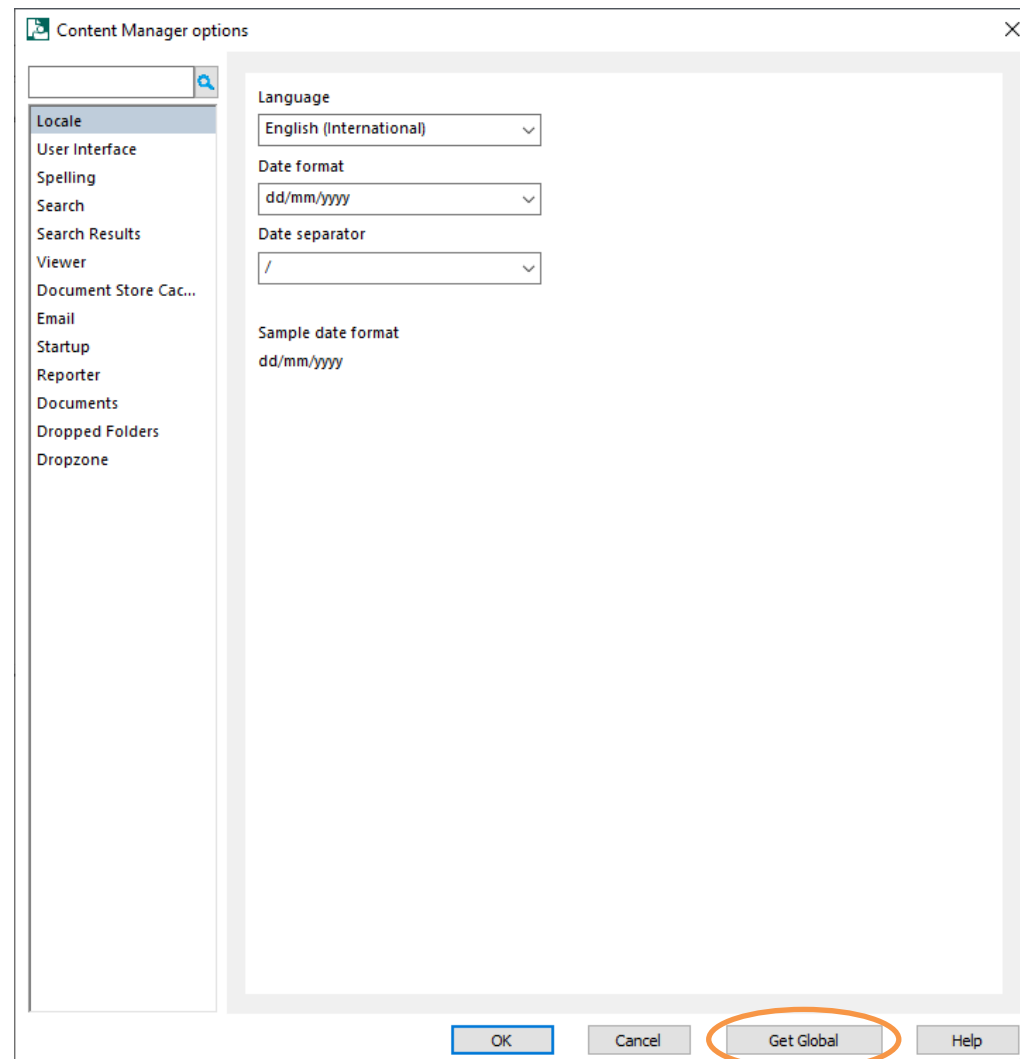 Content Manager options
Locale
User Interface
Spelling
Search
Search Results
Viewer
Document Store Cac...
Email
Startup
Reporter
Documents
Dropped Folders
Dropzone
Language
English (International)
Date format
dd/mm/yyyy
Date separator
/
Sample date format
dd/mm/yyyy
OK Cancel Get Global Help